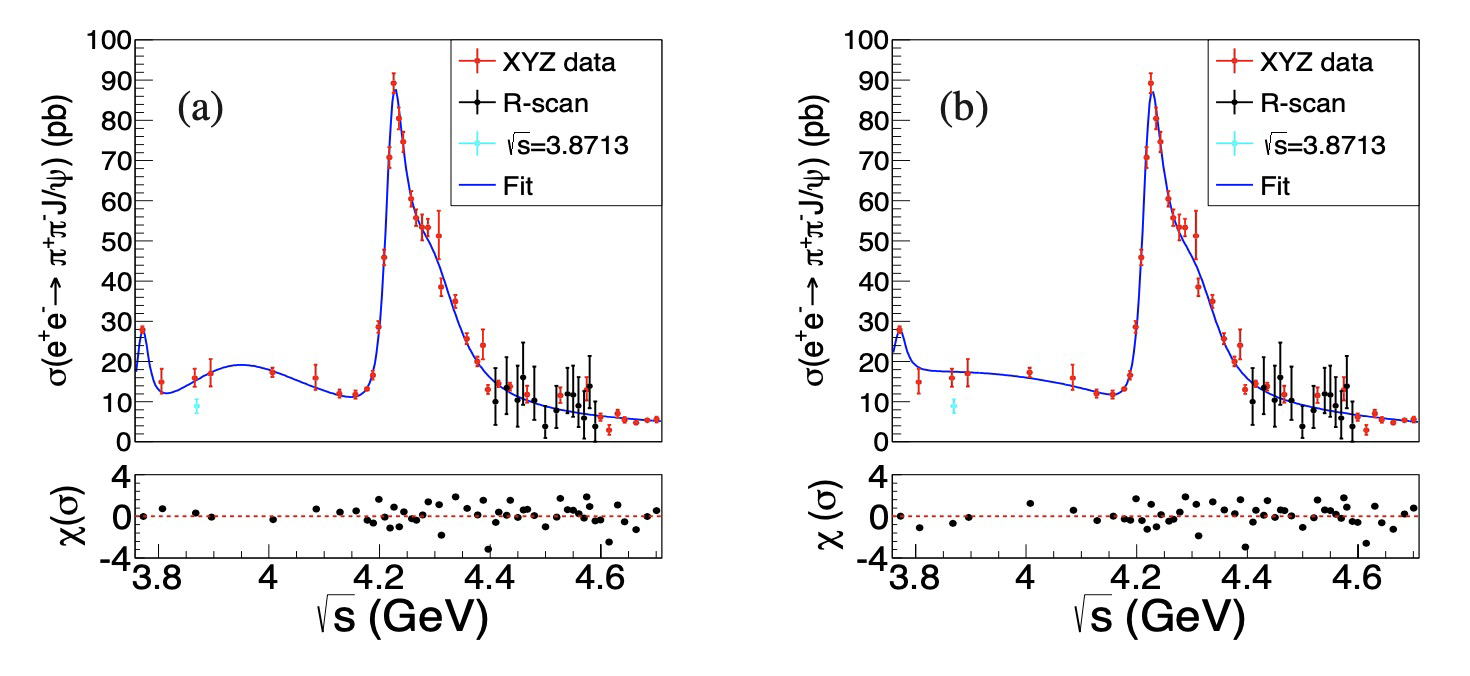 (a)
σ(e⁺e⁻→ π⁺π⁻J/ψ) (pb)
100
90
80
70
60
50
40
30
20
10
0
XYZ data
R-scan
√s=3.8713
Fit
χ(σ)
4
0
-4
3.8 4 4.2 4.4 4.6
√s (GeV)
(b)
σ(e⁺e⁻→ π⁺π⁻J/ψ) (pb)
100
90
80
70
60
50
40
30
20
10
0
XYZ data
R-scan
√s=3.8713
Fit
χ (σ)
4
0
-4
3.8 4 4.2 4.4 4.6
√s (GeV)